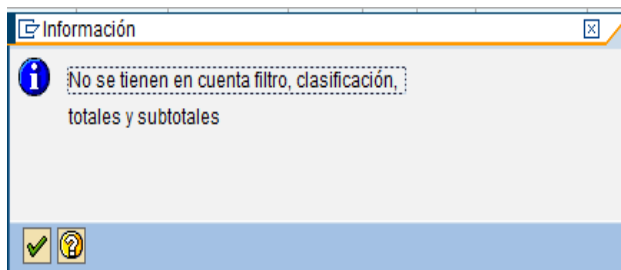 Información
No se tienen en cuenta filtro, clasificación,
totales y subtotales